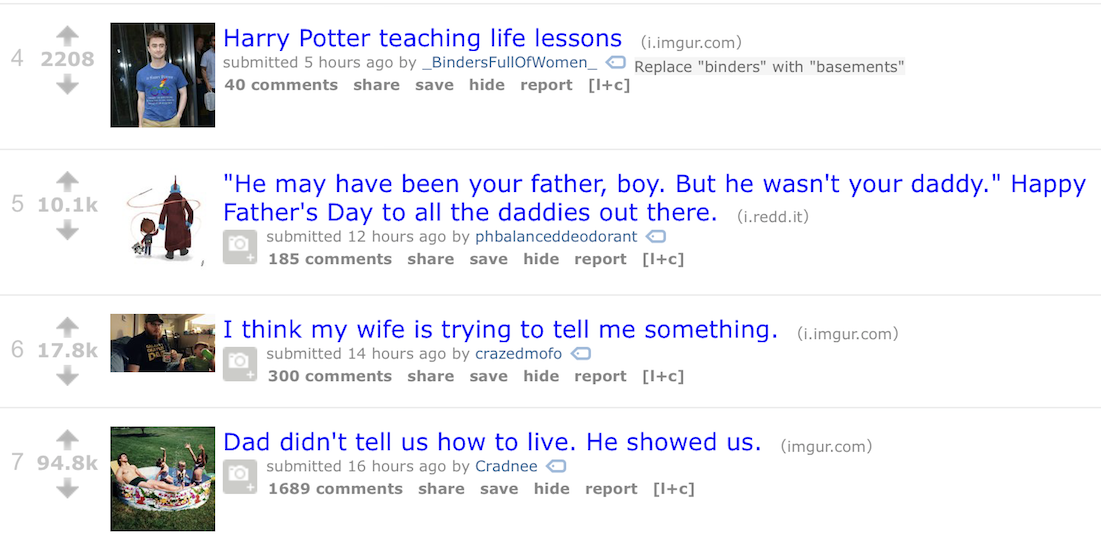 4
2208
Harry Potter teaching life lessons (i.imgur.com)
submitted 5 hours ago by _BindersFullOfWomen_ Replace "binders" with "basements"
40 comments share save hide report [l+c]
5
10.1k
"He may have been your father, boy. But he wasn't your daddy." Happy
Father's Day to all the daddies out there. (i.redd.it)
submitted 12 hours ago by phbalanceddeodorant
185 comments share save hide report [l+c]
6
17.8k
I think my wife is trying to tell me something. (i.imgur.com)
submitted 14 hours ago by crazedmofo
300 comments share save hide report [l+c]
7
94.8k
Dad didn't tell us how to live. He showed us. (imgur.com)
submitted 16 hours ago by Cradnee
1689 comments share save hide report [l+c]